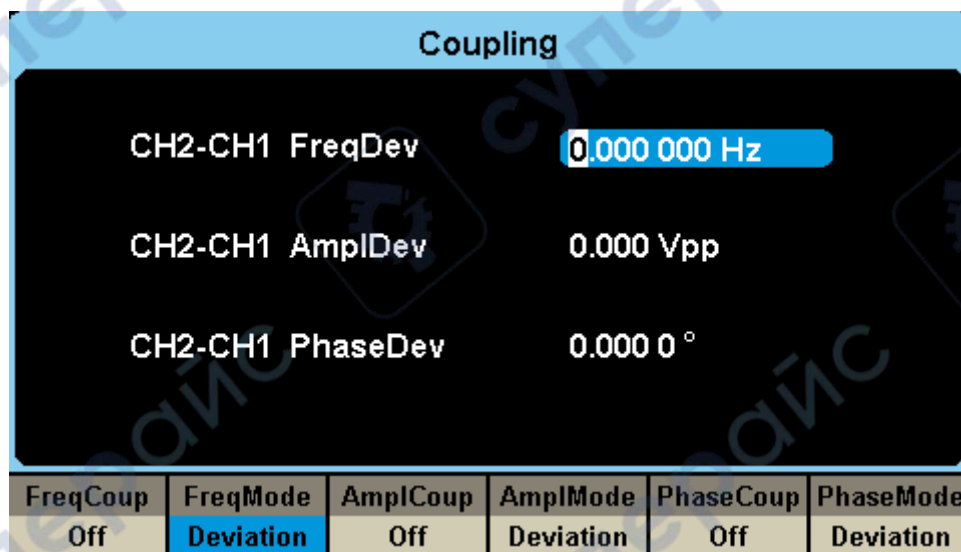 Coupling
CH2-CH1 FreqDev 0.000 000 Hz
CH2-CH1 AmplDev 0.000 Vpp
CH2-CH1 PhaseDev 0.000 0 °
FreqCoup FreqMode AmplCoup AmplMode PhaseCoup PhaseMode
Off Deviation Off Deviation Off Deviation